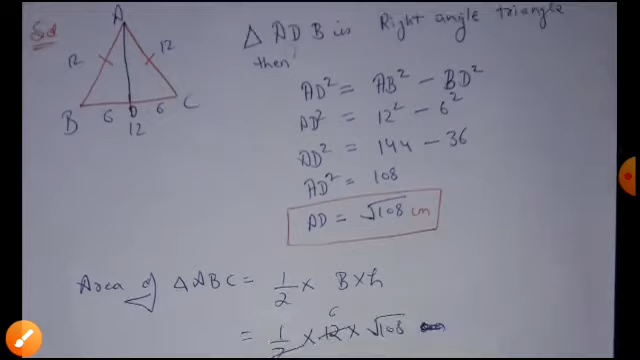 Sol
A
12
12
B
6
D
6
C
12
Δ ADB is Right angle triangle
then
AD² = AB² - BD²
AD² = 12² - 6²
AD² = 144 - 36
AD² = 108
AD = √108 cm
Area of ΔABC = 1/2 × B × h
6
= 1/2 × 12 × √108